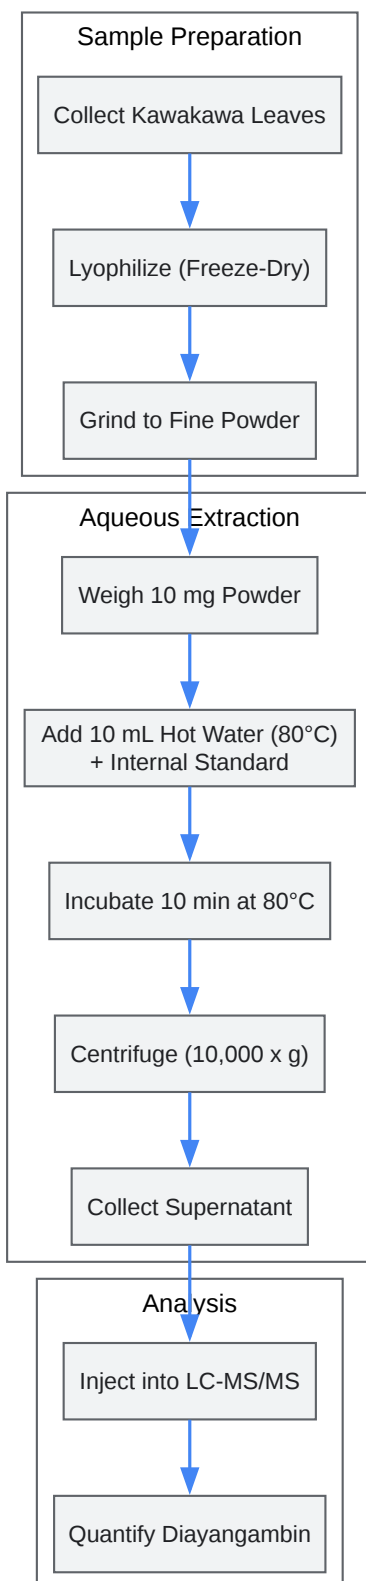 Sample Preparation
Collect Kawakawa Leaves
Lyophilize (Freeze-Dry)
Grind to Fine Powder
Aqueous Extraction
Weigh 10 mg Powder
Add 10 mL Hot Water (80°C)
+ Internal Standard
Incubate 10 min at 80°C
Centrifuge (10,000 x g)
Collect Supernatant
Analysis
Inject into LC-MS/MS
Quantify Diayangambin